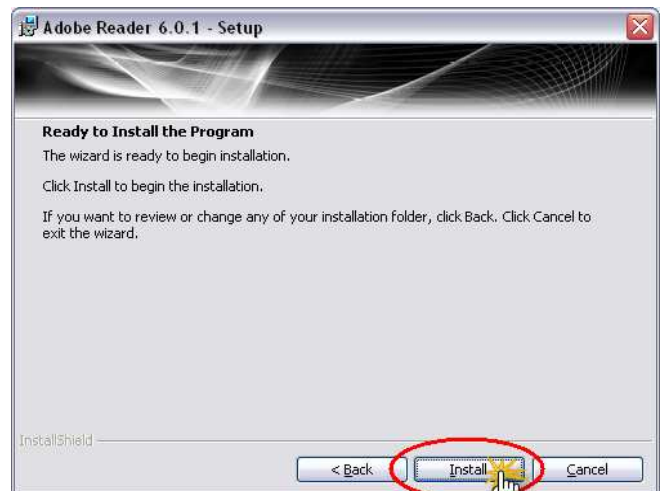 Adobe Reader 6.0.1 - Setup
Ready to Install the Program
The wizard is ready to begin installation.
Click Install to begin the installation.
If you want to review or change any of your installation folder, click Back. Click Cancel to
exit the wizard.
InstallShield
< Back Install Cancel